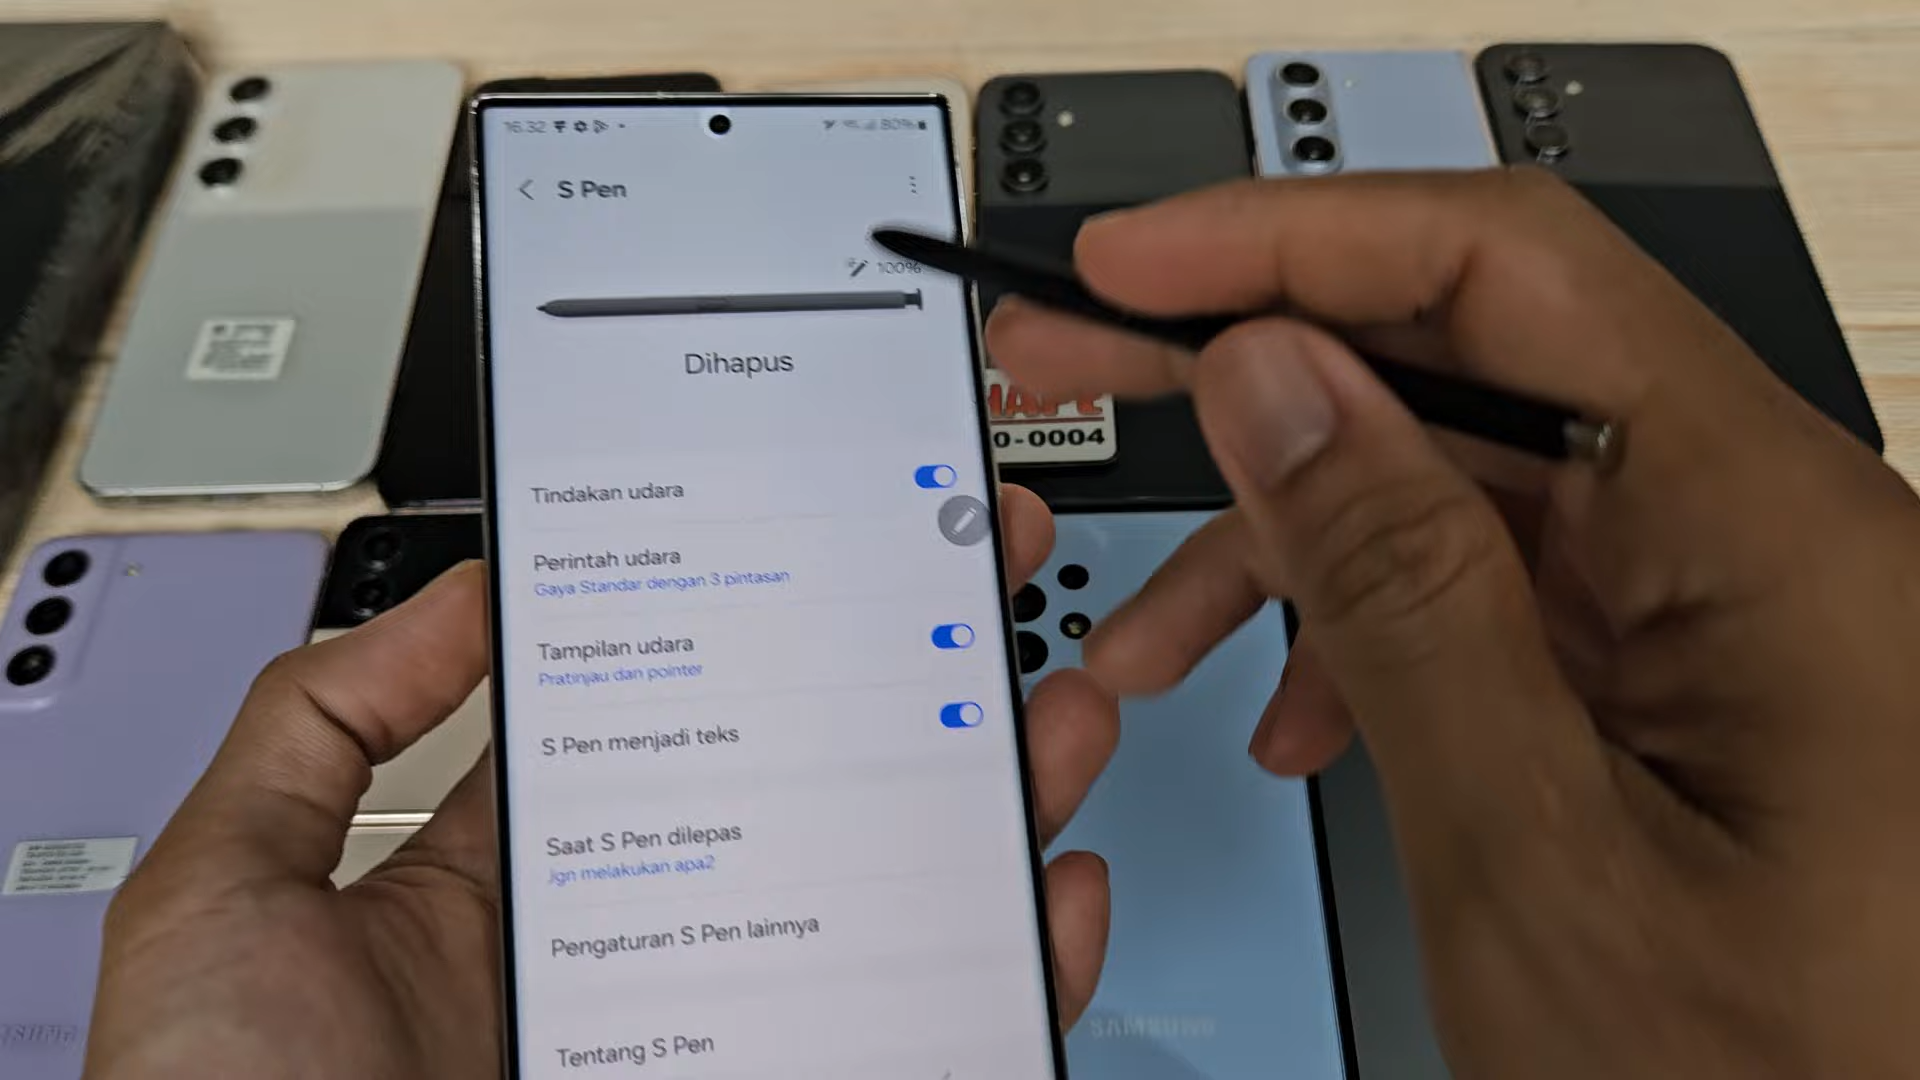 16.32
80%
S Pen
100%
Dihapus
Tindakan udara
Perintah udara
Gaya Standar dengan 3 pintasan
Tampilan udara
Pratinjau dan pointer
S Pen menjadi teks
Saat S Pen dilepas
Jgn melakukan apa2
Pengaturan S Pen lainnya
Tentang S Pen
0-0004
SAMSUNG